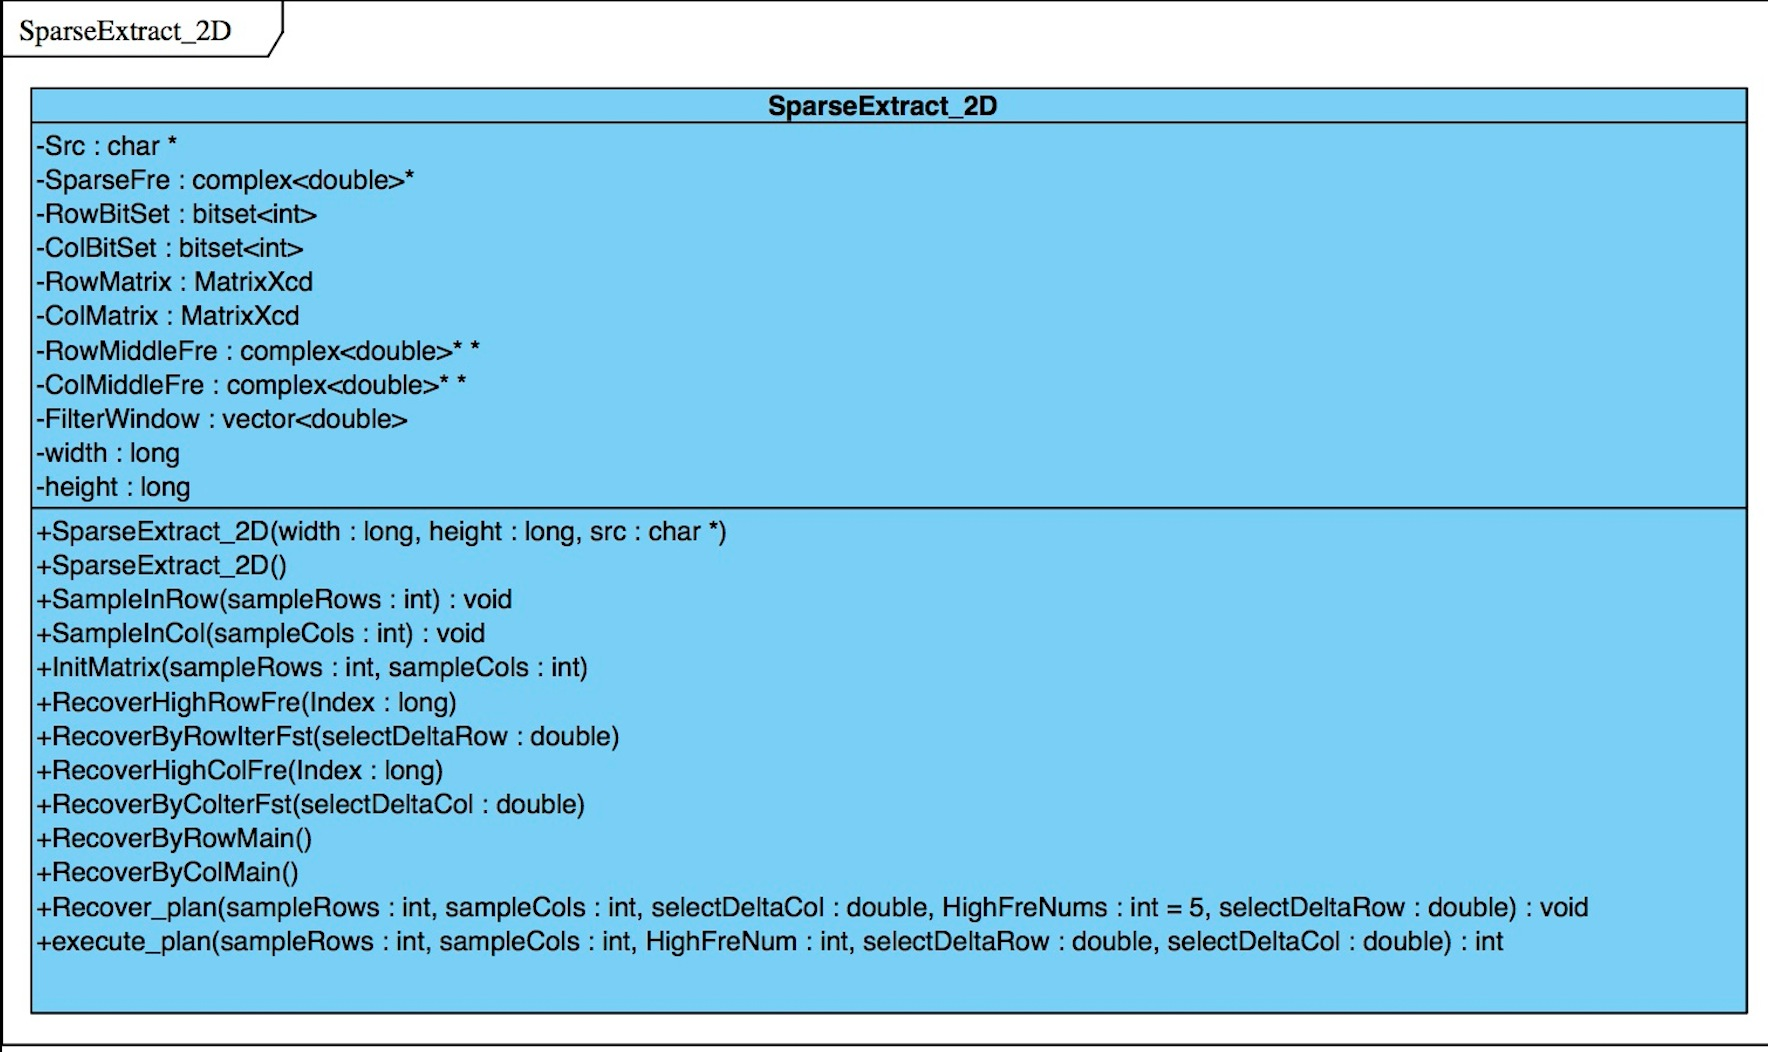 SparseExtract_2D
SparseExtract_2D
-Src : char *
-SparseFre : complex<double>*
-RowBitSet : bitset<int>
-ColBitSet : bitset<int>
-RowMatrix : MatrixXcd
-ColMatrix : MatrixXcd
-RowMiddleFre : complex<double>* *
-ColMiddleFre : complex<double>* *
-FilterWindow : vector<double>
-width : long
-height : long
+SparseExtract_2D(width : long, height : long, src : char *)
+SparseExtract_2D()
+SampleInRow(sampleRows : int) : void
+SampleInCol(sampleCols : int) : void
+InitMatrix(sampleRows : int, sampleCols : int)
+RecoverHighRowFre(Index : long)
+RecoverByRowIterFst(selectDeltaRow : double)
+RecoverHighColFre(Index : long)
+RecoverByColterFst(selectDeltaCol : double)
+RecoverByRowMain()
+RecoverByColMain()
+Recover_plan(sampleRows : int, sampleCols : int, selectDeltaCol : double, HighFreNums : int = 5, selectDeltaRow : double) : void
+execute_plan(sampleRows : int, sampleCols : int, HighFreNum : int, selectDeltaRow : double, selectDeltaCol : double) : int